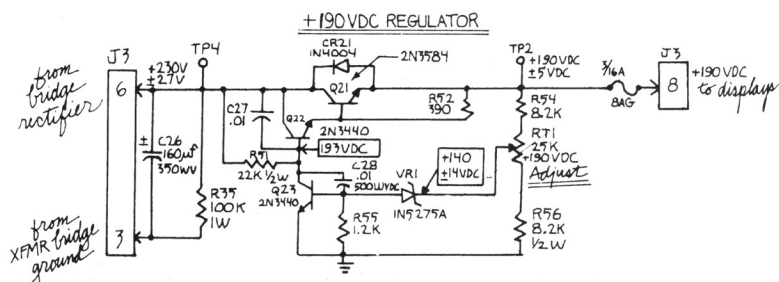 +190VDC REGULATOR
J3
from
bridge
rectifier
6
+230V
±27V
TP4
CR21
1N4004
2N3584
Q21
TP2
+190VDC
±5VDC
3/16A
8AG
J3
8
+190VDC
to displays
C27
.01
Q22
2N3440
R52
390
R54
8.2K
193VDC
RT1
25K
+190VDC
Adjust
±
C26
160µf
350WV
R51
22K ½W
C28
.01
500WVDC
VR1
1N5275A
+140
±14VDC
Q23
2N3440
R35
100K
1W
R55
1.2K
R56
8.2K
½W
from
XFMR bridge
ground
3